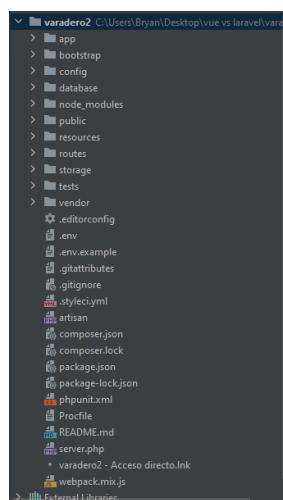 varadero2 C:\Users\Bryan\Desktop\vue vs laravel\vara
app
bootstrap
config
database
node_modules
public
resources
routes
storage
tests
vendor
.editorconfig
.env
.env.example
.gitattributes
.gitignore
.styleci.yml
artisan
composer.json
composer.lock
package.json
package-lock.json
phpunit.xml
Procfile
README.md
server.php
varadero2 - Acceso directo.lnk
webpack.mix.js
External Libraries